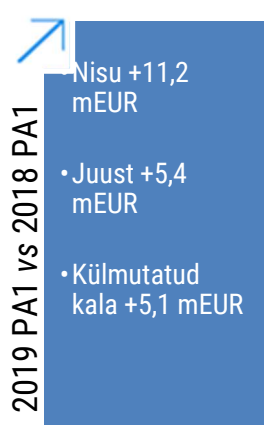 2019 PA1 vs 2018 PA1
•Nisu +11,2
mEUR
•Juust +5,4
mEUR
•Külmutatud
kala +5,1 mEUR